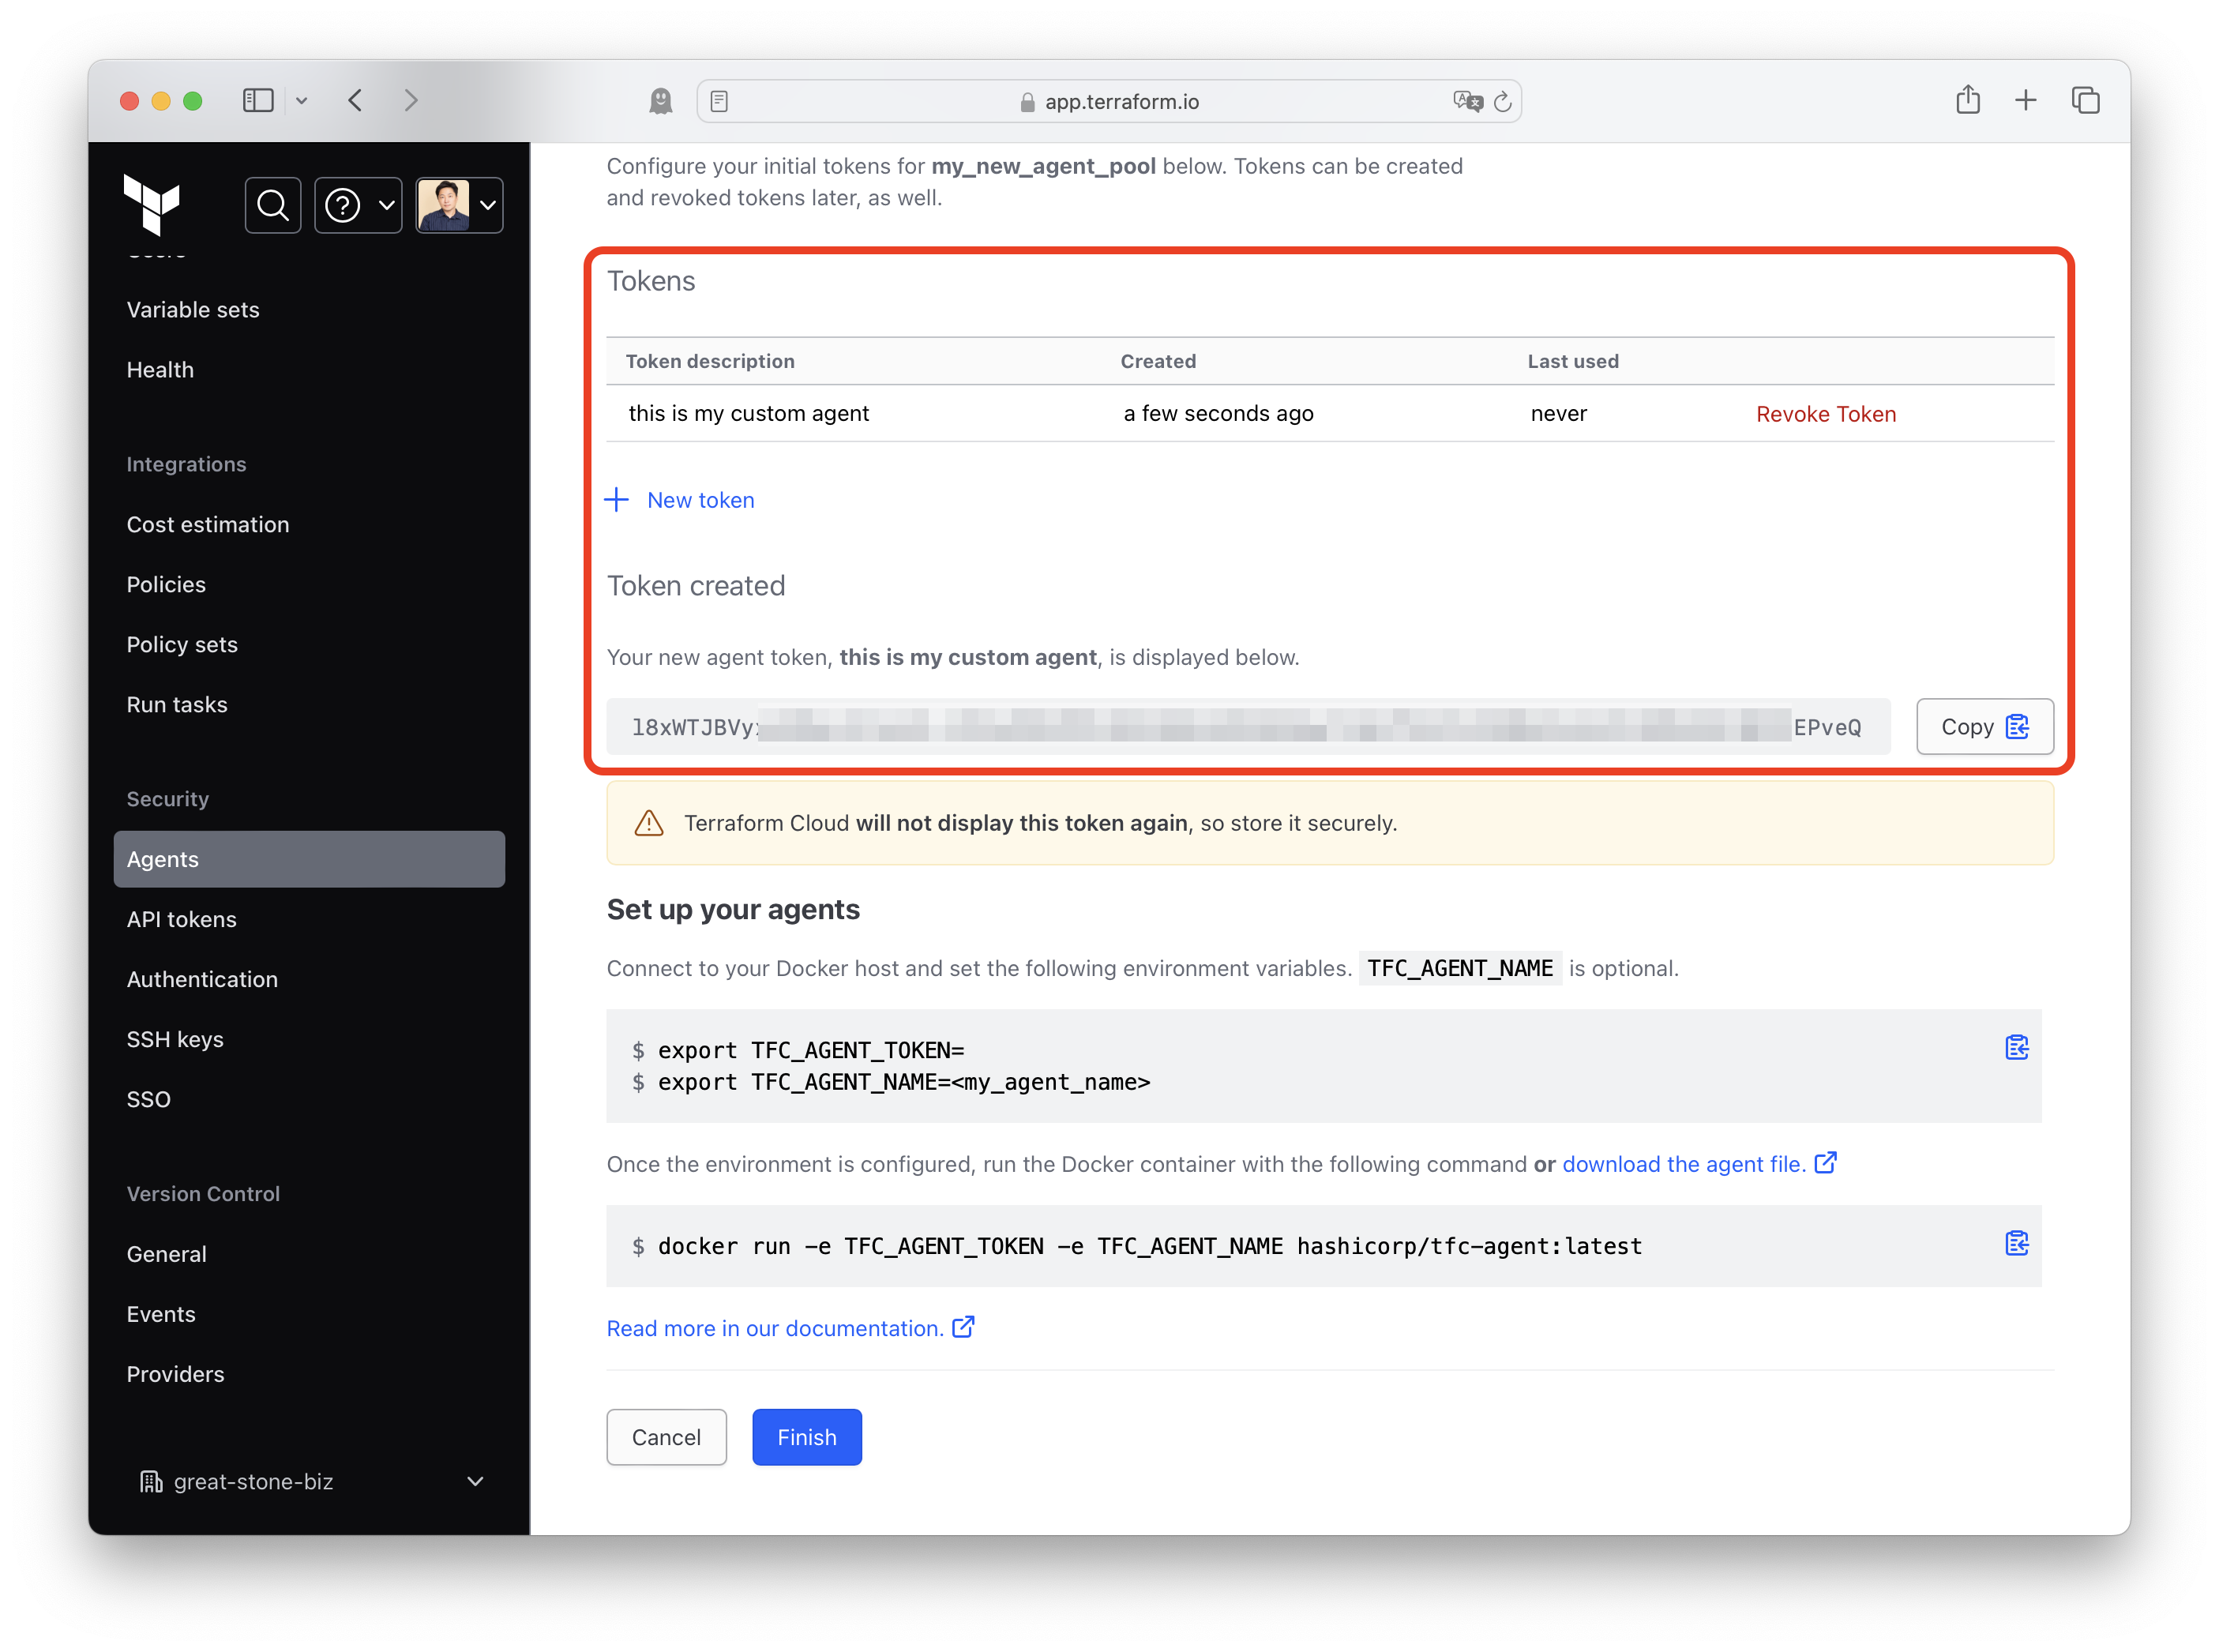 app.terraform.io
Variable sets
Health
Integrations
Cost estimation
Policies
Policy sets
Run tasks
Security
Agents
API tokens
Authentication
SSH keys
SSO
Version Control
General
Events
Providers
great-stone-biz
Configure your initial tokens for my_new_agent_pool below. Tokens can be created
and revoked tokens later, as well.
Tokens
Token description Created Last used
this is my custom agent a few seconds ago never Revoke Token
New token
Token created
Your new agent token, this is my custom agent, is displayed below.
l8xWTJBVy EPveQ Copy
Terraform Cloud will not display this token again, so store it securely.
Set up your agents
Connect to your Docker host and set the following environment variables. TFC_AGENT_NAME is optional.
$ export TFC_AGENT_TOKEN=
$ export TFC_AGENT_NAME=<my_agent_name>
Once the environment is configured, run the Docker container with the following command or download the agent file.
$ docker run -e TFC_AGENT_TOKEN -e TFC_AGENT_NAME hashicorp/tfc-agent:latest
Read more in our documentation.
Cancel Finish